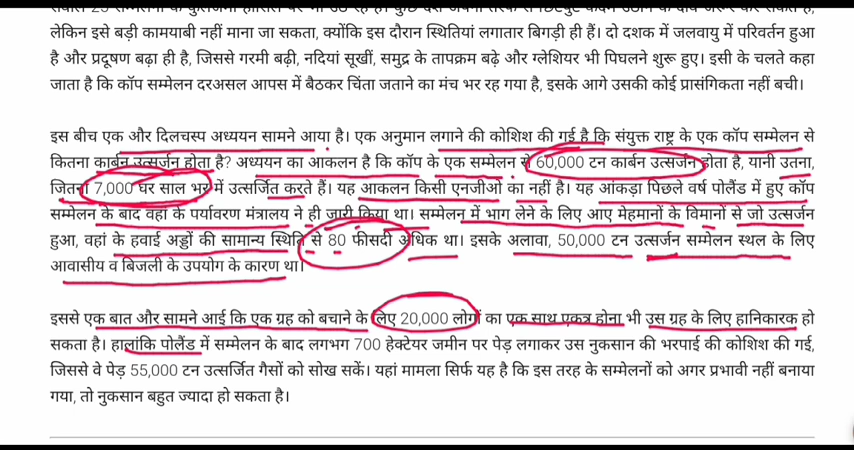 लेकिन इसे बड़ी कामयाबी नहीं माना जा सकता, क्योंकि इस दौरान स्थितियां लगातार बिगड़ी ही हैं। दो दशक में जलवायु में परिवर्तन हुआ
है और प्रदूषण बढ़ा ही है, जिससे गरमी बढ़ी, नदियां सूखीं, समुद्र के तापक्रम बढ़े और ग्लेशियर भी पिघलने शुरू हुए। इसी के चलते कहा
जाता है कि कॉप सम्मेलन दरअसल आपस में बैठकर चिंता जताने का मंच भर रह गया है, इसके आगे उसकी कोई प्रासंगिकता नहीं बची।
इस बीच एक और दिलचस्प अध्ययन सामने आया है। एक अनुमान लगाने की कोशिश की गई है कि संयुक्त राष्ट्र के एक कॉप सम्मेलन से
कितना कार्बन उत्सर्जन होता है? अध्ययन का आकलन है कि कॉप के एक सम्मेलन से 60,000 टन कार्बन उत्सर्जन होता है, यानी उतना,
जितना 7,000 घर साल भर में उत्सर्जित करते हैं। यह आकलन किसी एनजीओ का नहीं है। यह आंकड़ा पिछले वर्ष पोलैंड में हुए कॉप
सम्मेलन के बाद वहां के पर्यावरण मंत्रालय ने ही जारी किया था। सम्मेलन में भाग लेने के लिए आए मेहमानों के विमानों से जो उत्सर्जन
हुआ, वहां के हवाई अड्डों की सामान्य स्थिति से 80 फीसदी अधिक था। इसके अलावा, 50,000 टन उत्सर्जन सम्मेलन स्थल के लिए
आवासीय व बिजली के उपयोग के कारण था।
इससे एक बात और सामने आई कि एक ग्रह को बचाने के लिए 20,000 लोगों का एक साथ एकत्र होना भी उस ग्रह के लिए हानिकारक हो
सकता है। हालांकि पोलैंड में सम्मेलन के बाद लगभग 700 हेक्टेयर जमीन पर पेड़ लगाकर उस नुकसान की भरपाई की कोशिश की गई,
जिससे वे पेड़ 55,000 टन उत्सर्जित गैसों को सोख सकें। यहां मामला सिर्फ यह है कि इस तरह के सम्मेलनों को अगर प्रभावी नहीं बनाया
गया, तो नुकसान बहुत ज्यादा हो सकता है।